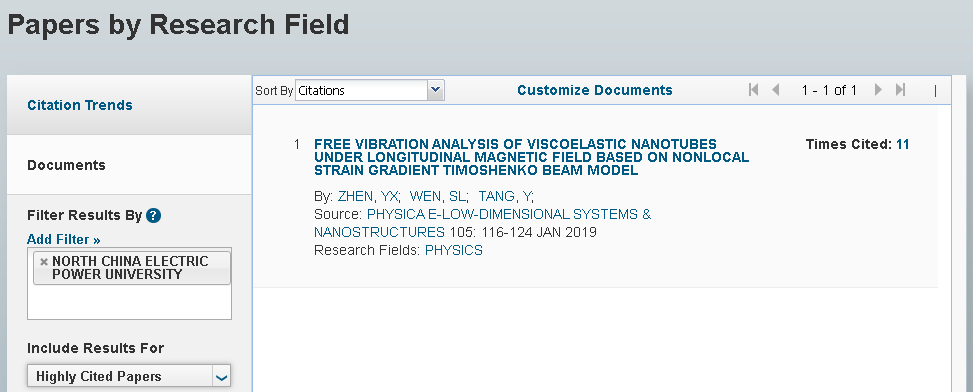 Papers by Research Field
Citation Trends
Documents
Filter Results By ?
Add Filter »
× NORTH CHINA ELECTRIC
POWER UNIVERSITY
Include Results For
Highly Cited Papers
Sort By Citations
Customize Documents
1 - 1 of 1
|
1 FREE VIBRATION ANALYSIS OF VISCOELASTIC NANOTUBES
UNDER LONGITUDINAL MAGNETIC FIELD BASED ON NONLOCAL
STRAIN GRADIENT TIMOSHENKO BEAM MODEL
Times Cited: 11
By: ZHEN, YX; WEN, SL; TANG, Y;
Source: PHYSICA E-LOW-DIMENSIONAL SYSTEMS &
NANOSTRUCTURES 105: 116-124 JAN 2019
Research Fields: PHYSICS